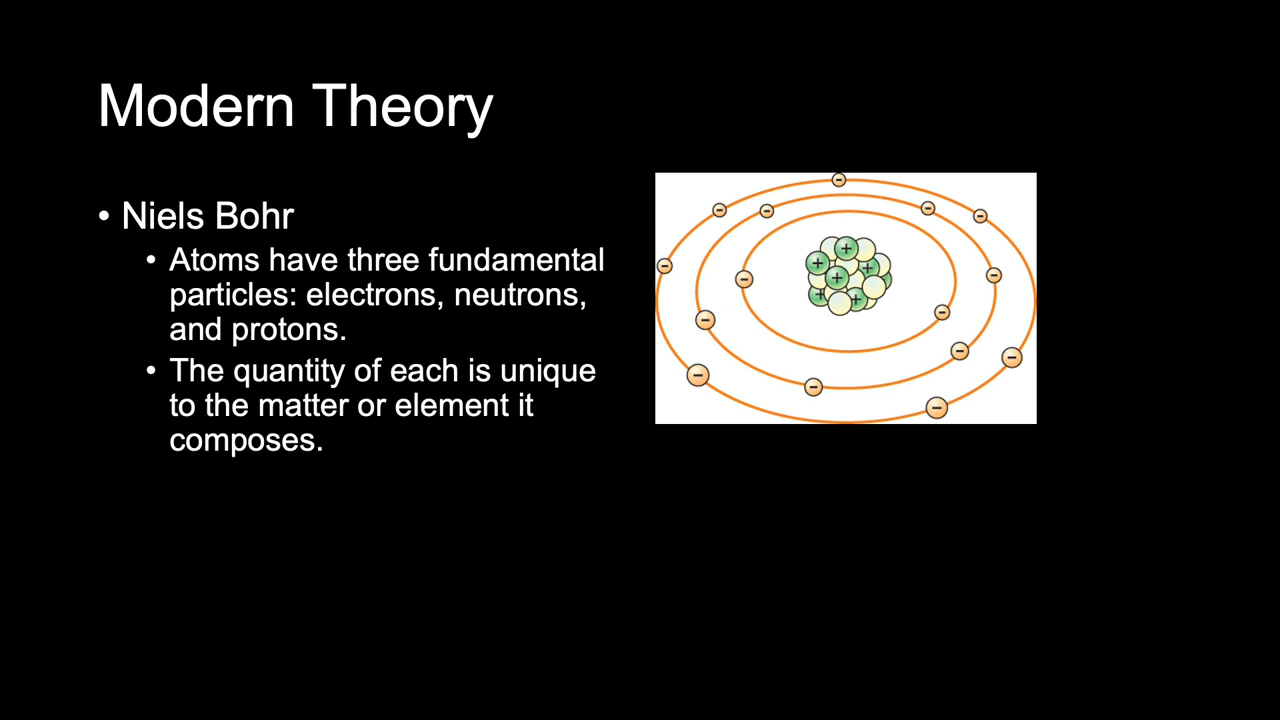 Modern Theory
• Niels Bohr
• Atoms have three fundamental
particles: electrons, neutrons,
and protons.
• The quantity of each is unique
to the matter or element it
composes.